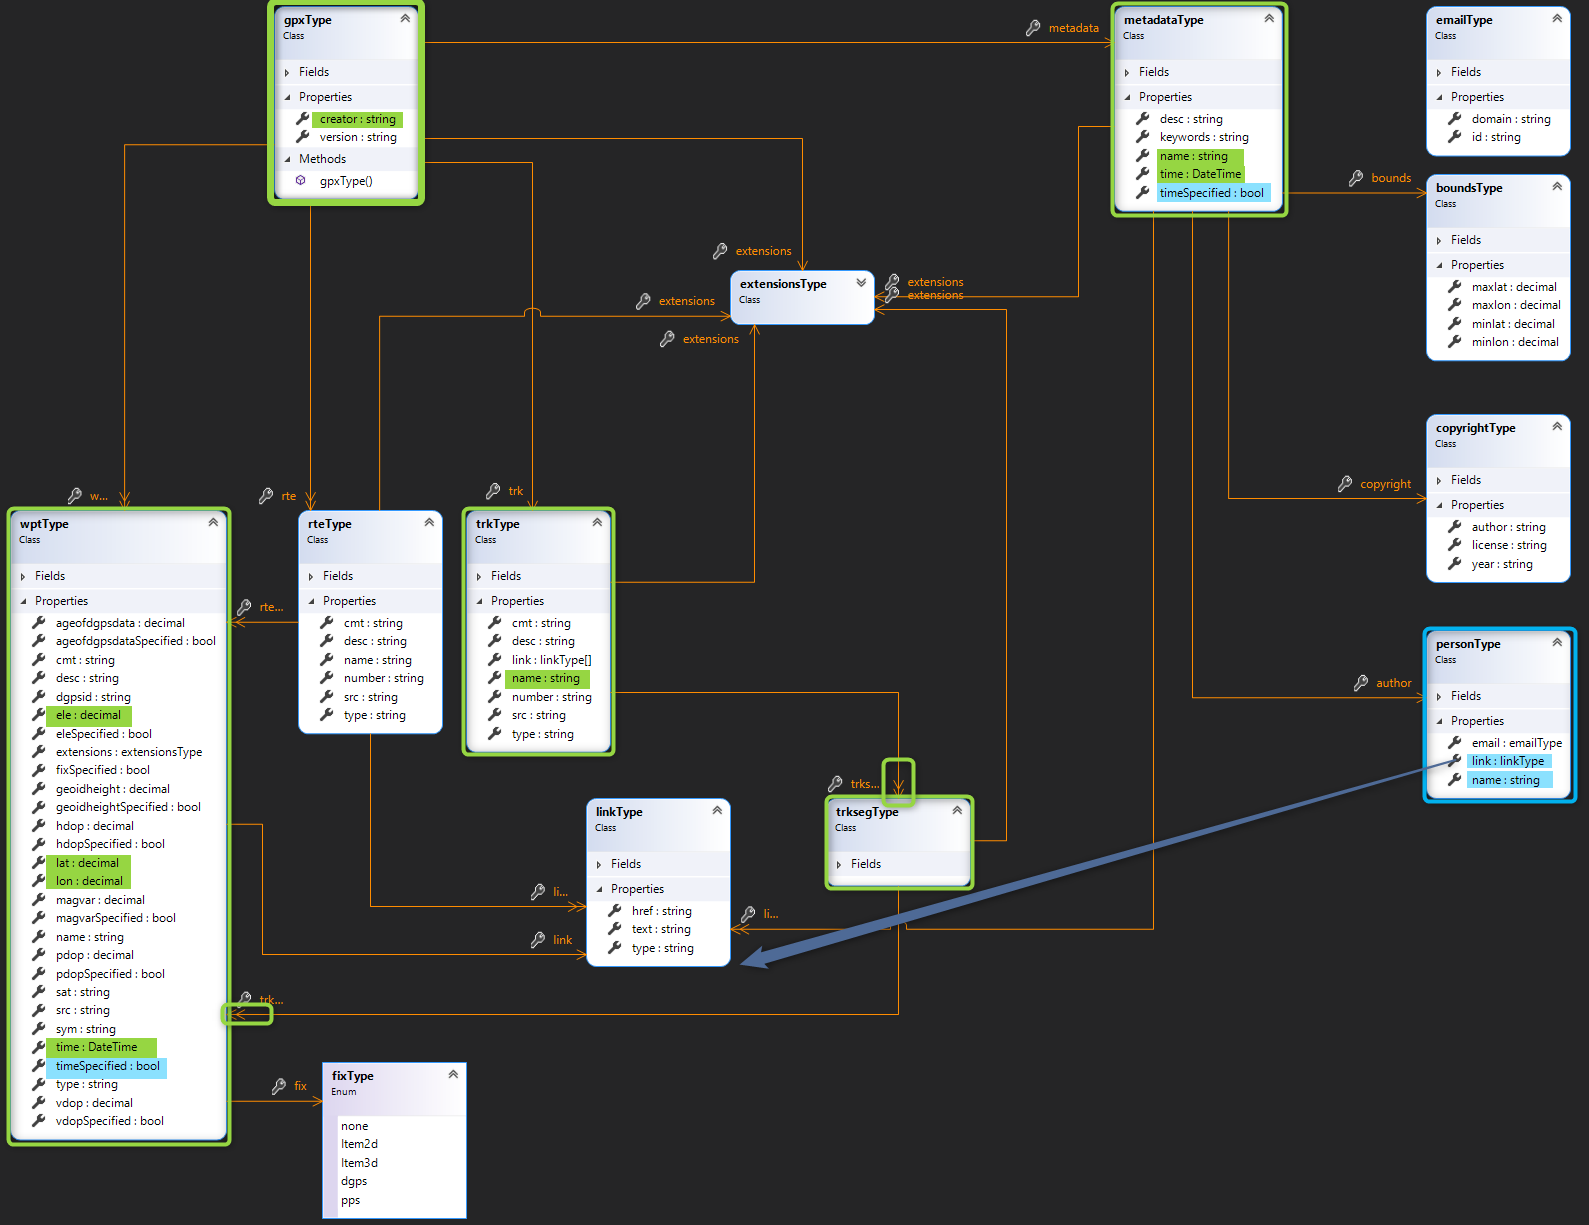 gpxType
Class
Fields
Properties
creator : string
version : string
Methods
gpxType()
metadata
metadataType
Class
Fields
Properties
desc : string
keywords : string
name : string
time : DateTime
timeSpecified : bool
emailType
Class
Fields
Properties
domain : string
id : string
bounds
boundsType
Class
Fields
Properties
maxlat : decimal
maxlon : decimal
minlat : decimal
minlon : decimal
extensions
extensionsType
Class
extensions
extensions
extensions
extensions
copyright
copyrightType
Class
Fields
Properties
author : string
license : string
year : string
w...
rte
trk
wptType
Class
Fields
Properties
ageofdgpsdata : decimal
ageofdgpsdataSpecified : bool
cmt : string
desc : string
dgpsid : string
ele : decimal
eleSpecified : bool
extensions : extensionsType
fixSpecified : bool
geoidheight : decimal
geoidheightSpecified : bool
hdop : decimal
hdopSpecified : bool
lat : decimal
lon : decimal
magvar : decimal
magvarSpecified : bool
name : string
pdop : decimal
pdopSpecified : bool
sat : string
src : string
sym : string
time : DateTime
timeSpecified : bool
type : string
vdop : decimal
vdopSpecified : bool
rte...
rteType
Class
Fields
Properties
cmt : string
desc : string
name : string
number : string
src : string
type : string
trkType
Class
Fields
Properties
cmt : string
desc : string
link : linkType[]
name : string
number : string
src : string
type : string
author
personType
Class
Fields
Properties
email : emailType
link : linkType
name : string
trks...
trksegType
Class
Fields
linkType
Class
Fields
Properties
href : string
text : string
type : string
li...
link
li...
trk...
fix
fixType
Enum
none
Item2d
Item3d
dgps
pps